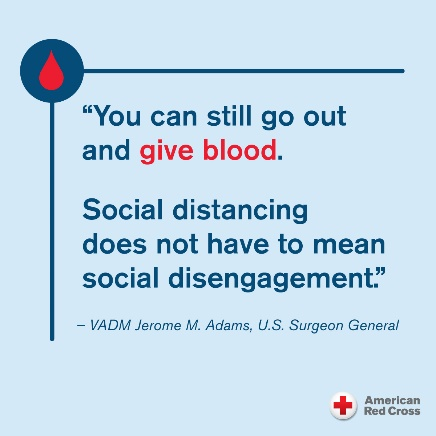 “You can still go out
and give blood.
Social distancing
does not have to mean
social disengagement.”
– VADM Jerome M. Adams, U.S. Surgeon General
American
Red Cross